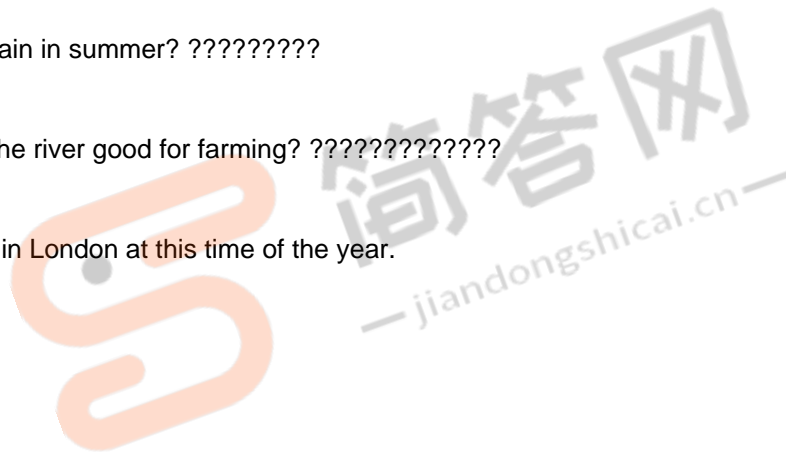 ain in summer? ?????????
he river good for farming? ?????????????
in London at this time of the year.
简答网
jiandongshicai.cn